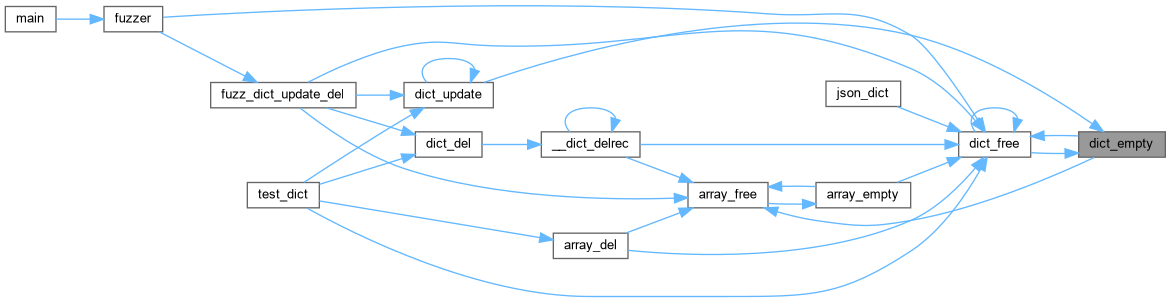 main
fuzzer
fuzz_dict_update_del
dict_update
json_dict
dict_del
__dict_delrec
dict_free
dict_empty
test_dict
array_free
array_empty
array_del